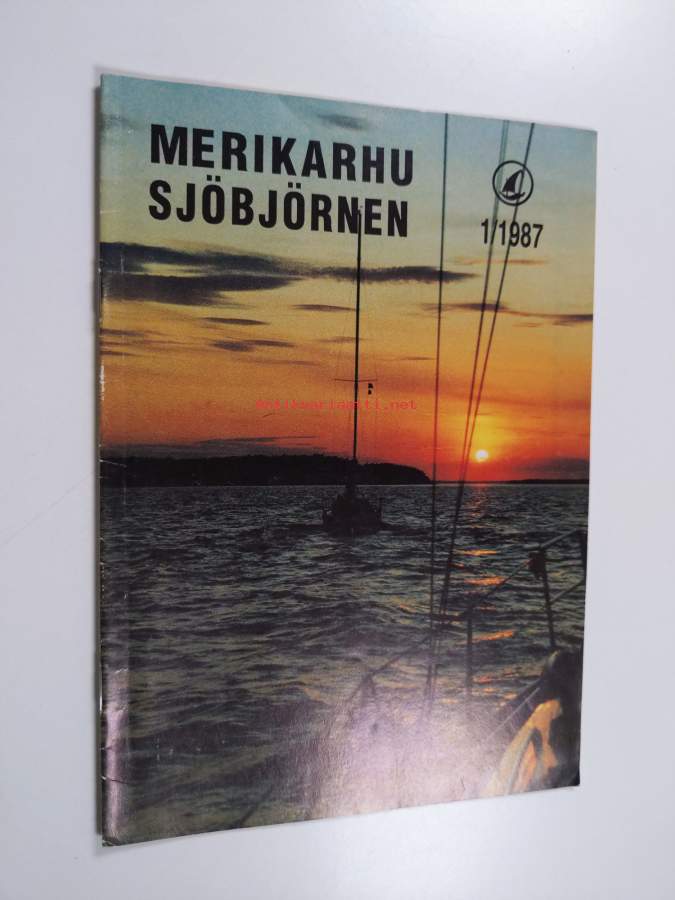 MERIKARHU
SJÖBJÖRNEN
1/1987
antikvariaatti.net